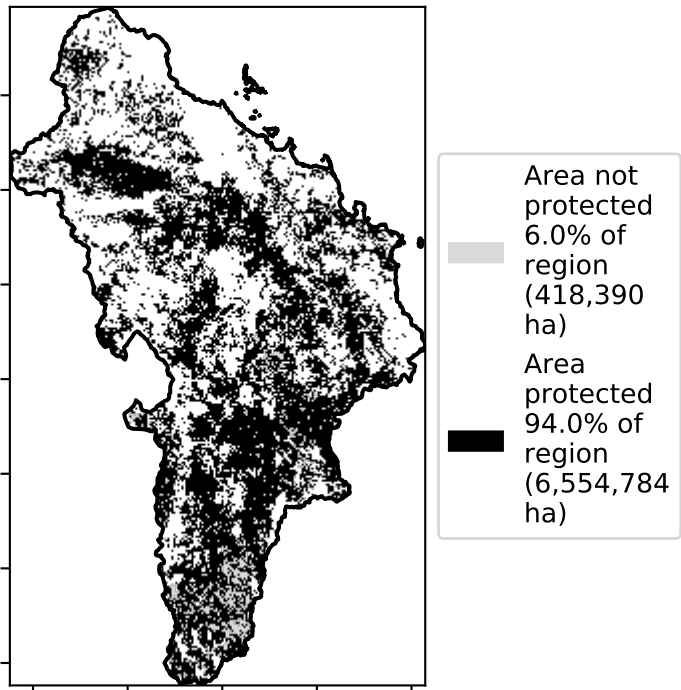 Area not
protected
6.0% of
region
(418,390
ha)
Area
protected
94.0% of
region
(6,554,784
ha)